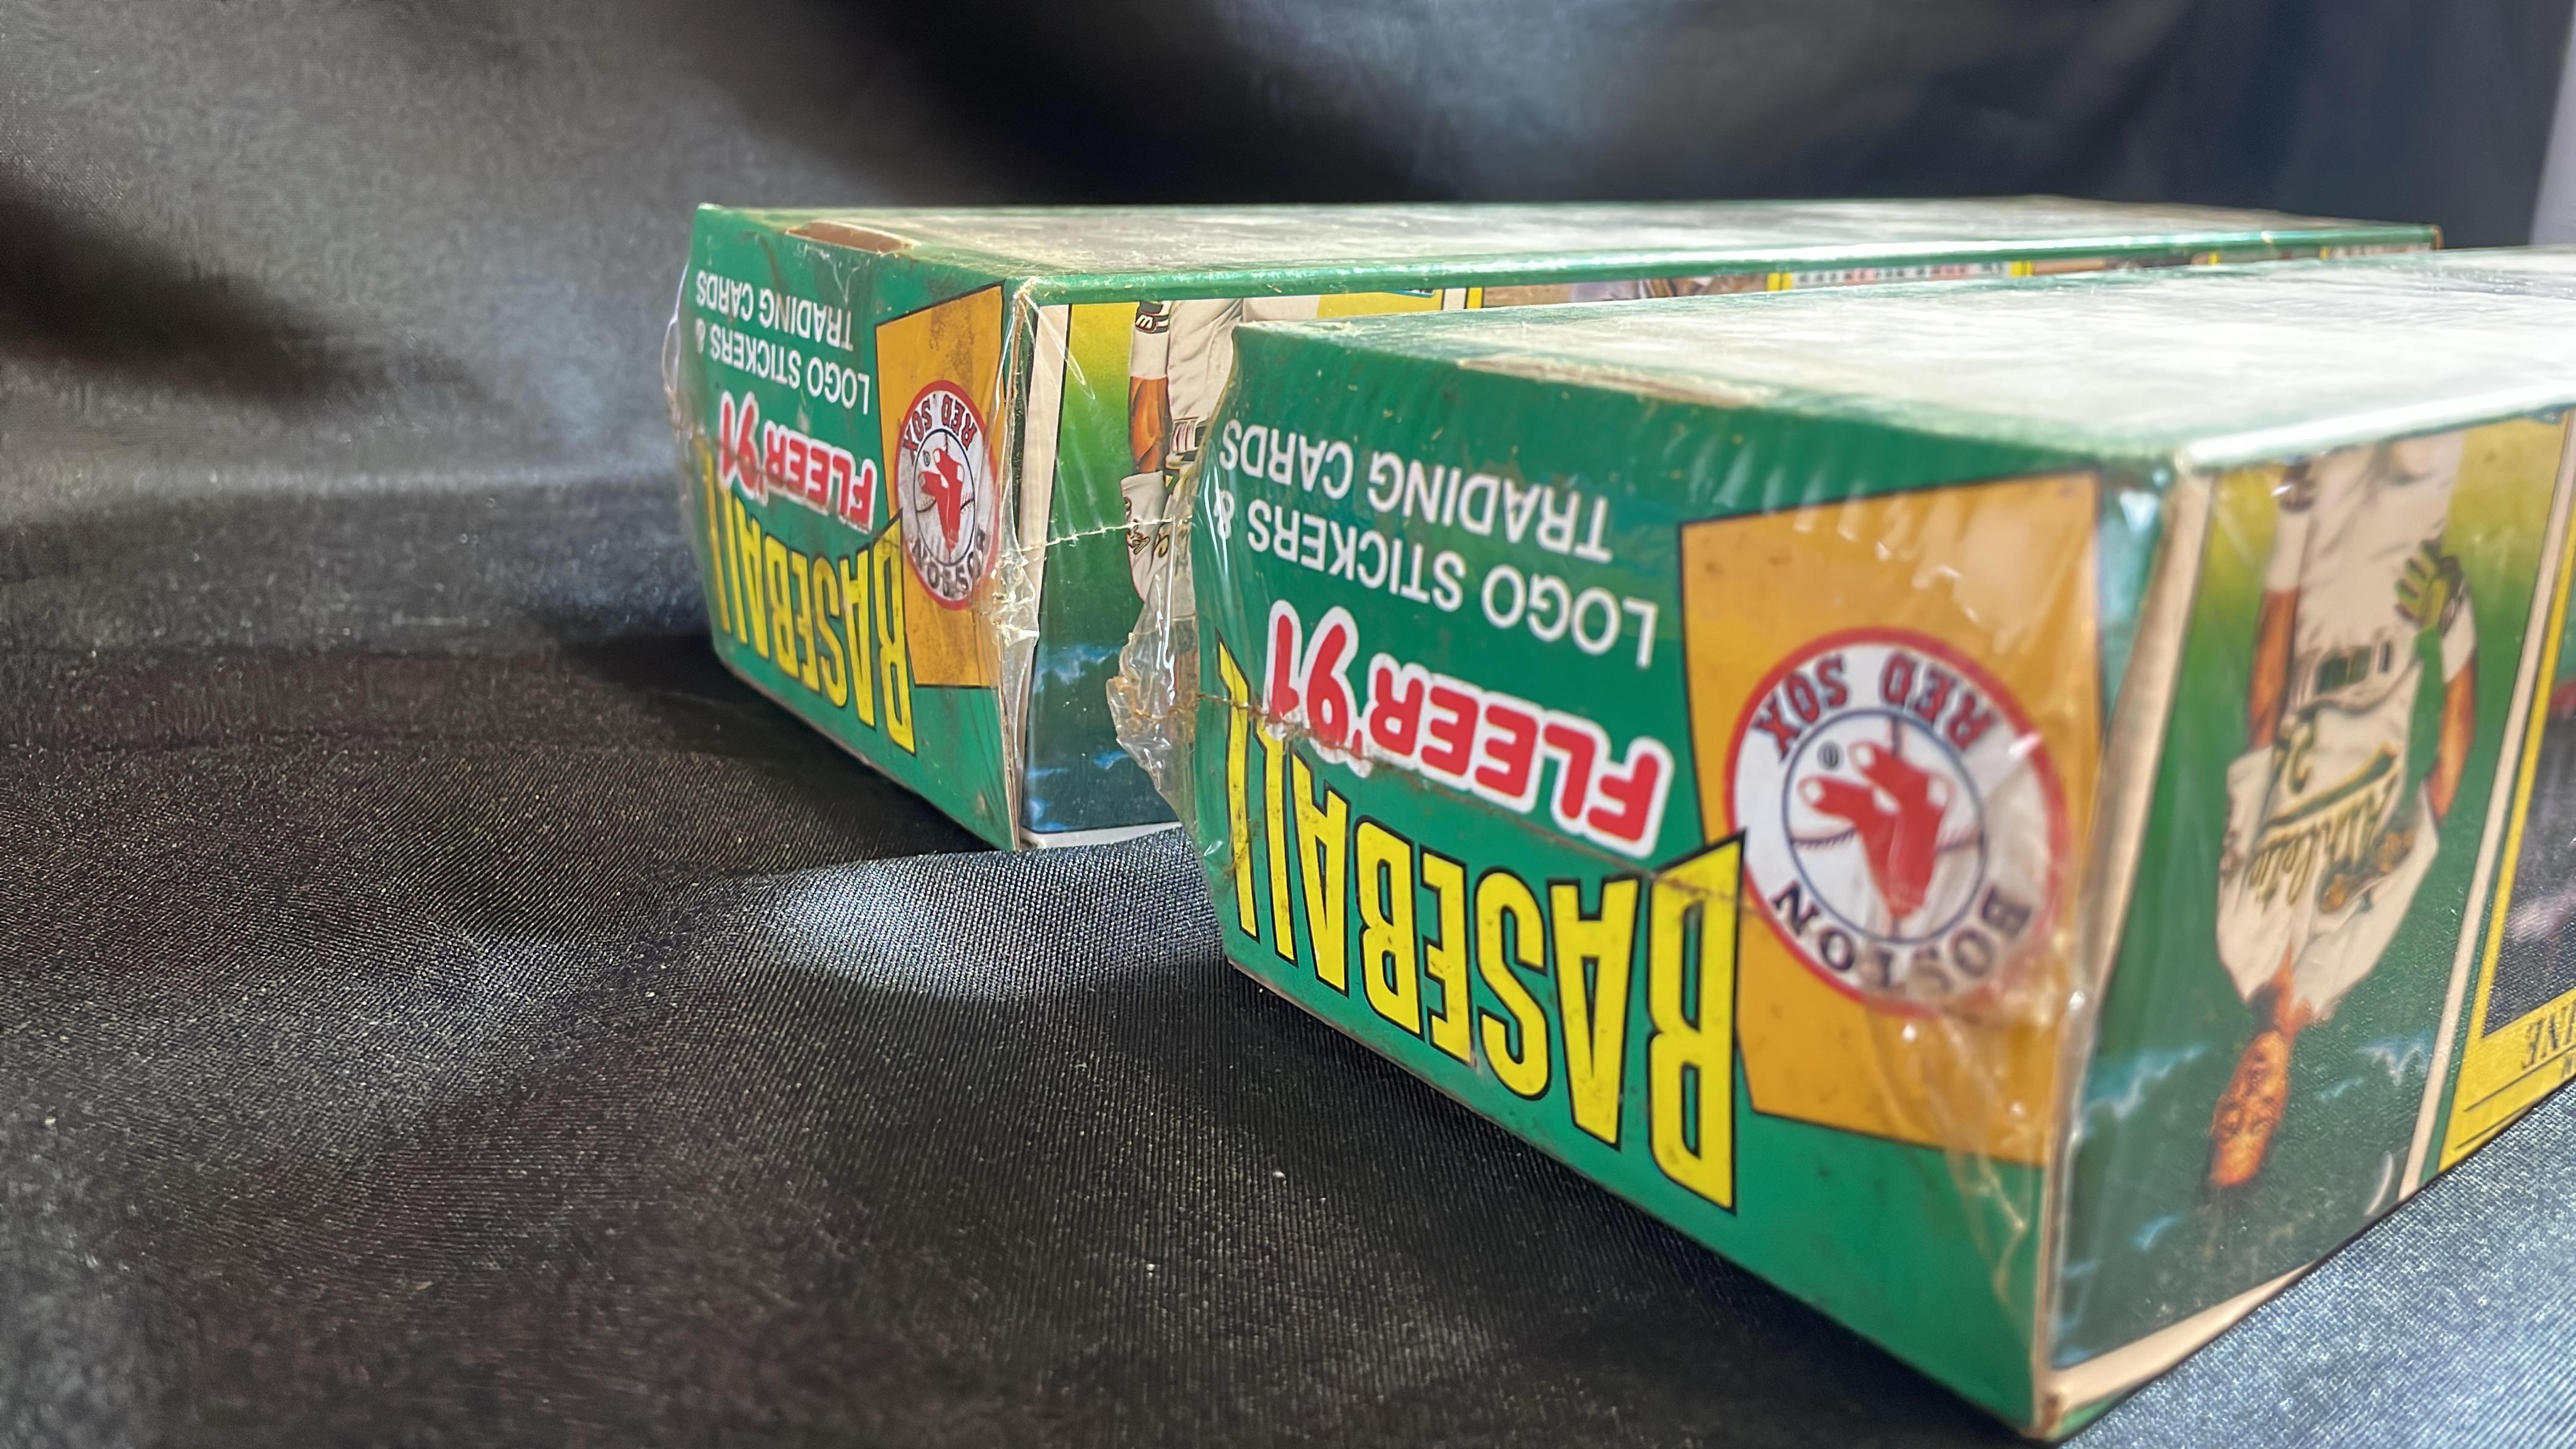 BASEBALL
FLEER '91
LOGO STICKERS &
TRADING CARDS
BOSTON
RED SOX
BASEBALL
FLEER '91
LOGO STICKERS &
TRADING CARDS
BOSTON
RED SOX
Athletics